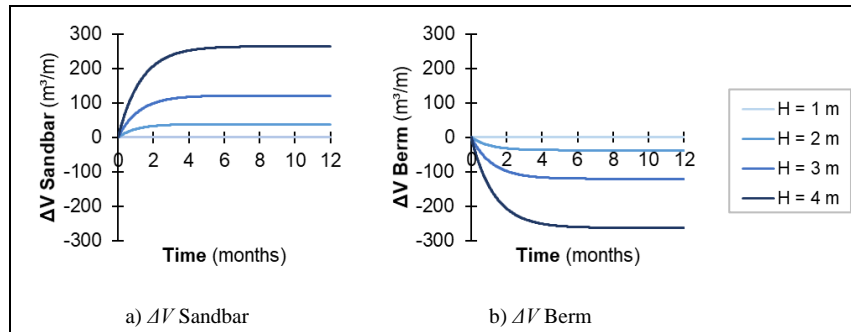 300
200
100
0
-100
-200
-300
0 2 4 6 8 10 12
ΔV Sandbar (m³/m)
Time (months)
a) ΔV Sandbar
300
200
100
0
-100
-200
-300
0 2 4 6 8 10 12
ΔV Berm (m³/m)
Time (months)
b) ΔV Berm
H = 1 m
H = 2 m
H = 3 m
H = 4 m